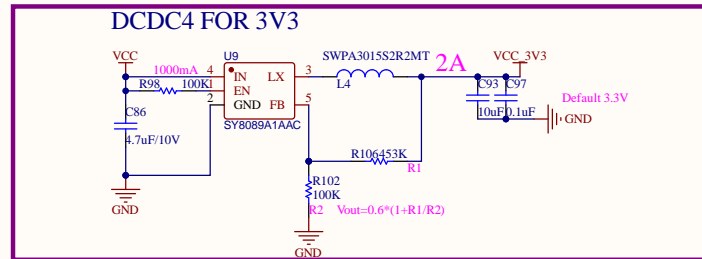 DCDC4 FOR 3V3
VCC
1000mA
U9
SWPA3015S2R2MT
2A
VCC_3V3
4
IN
LX
3
L4
R98
100K
1
EN
2
GND
FB
5
C86
4.7uF/10V
SY8089A1AAC
C93
C97
10uF
0.1uF
Default 3.3V
GND
R106
453K
R1
R102
100K
R2
Vout=0.6*(1+R1/R2)
GND
GND